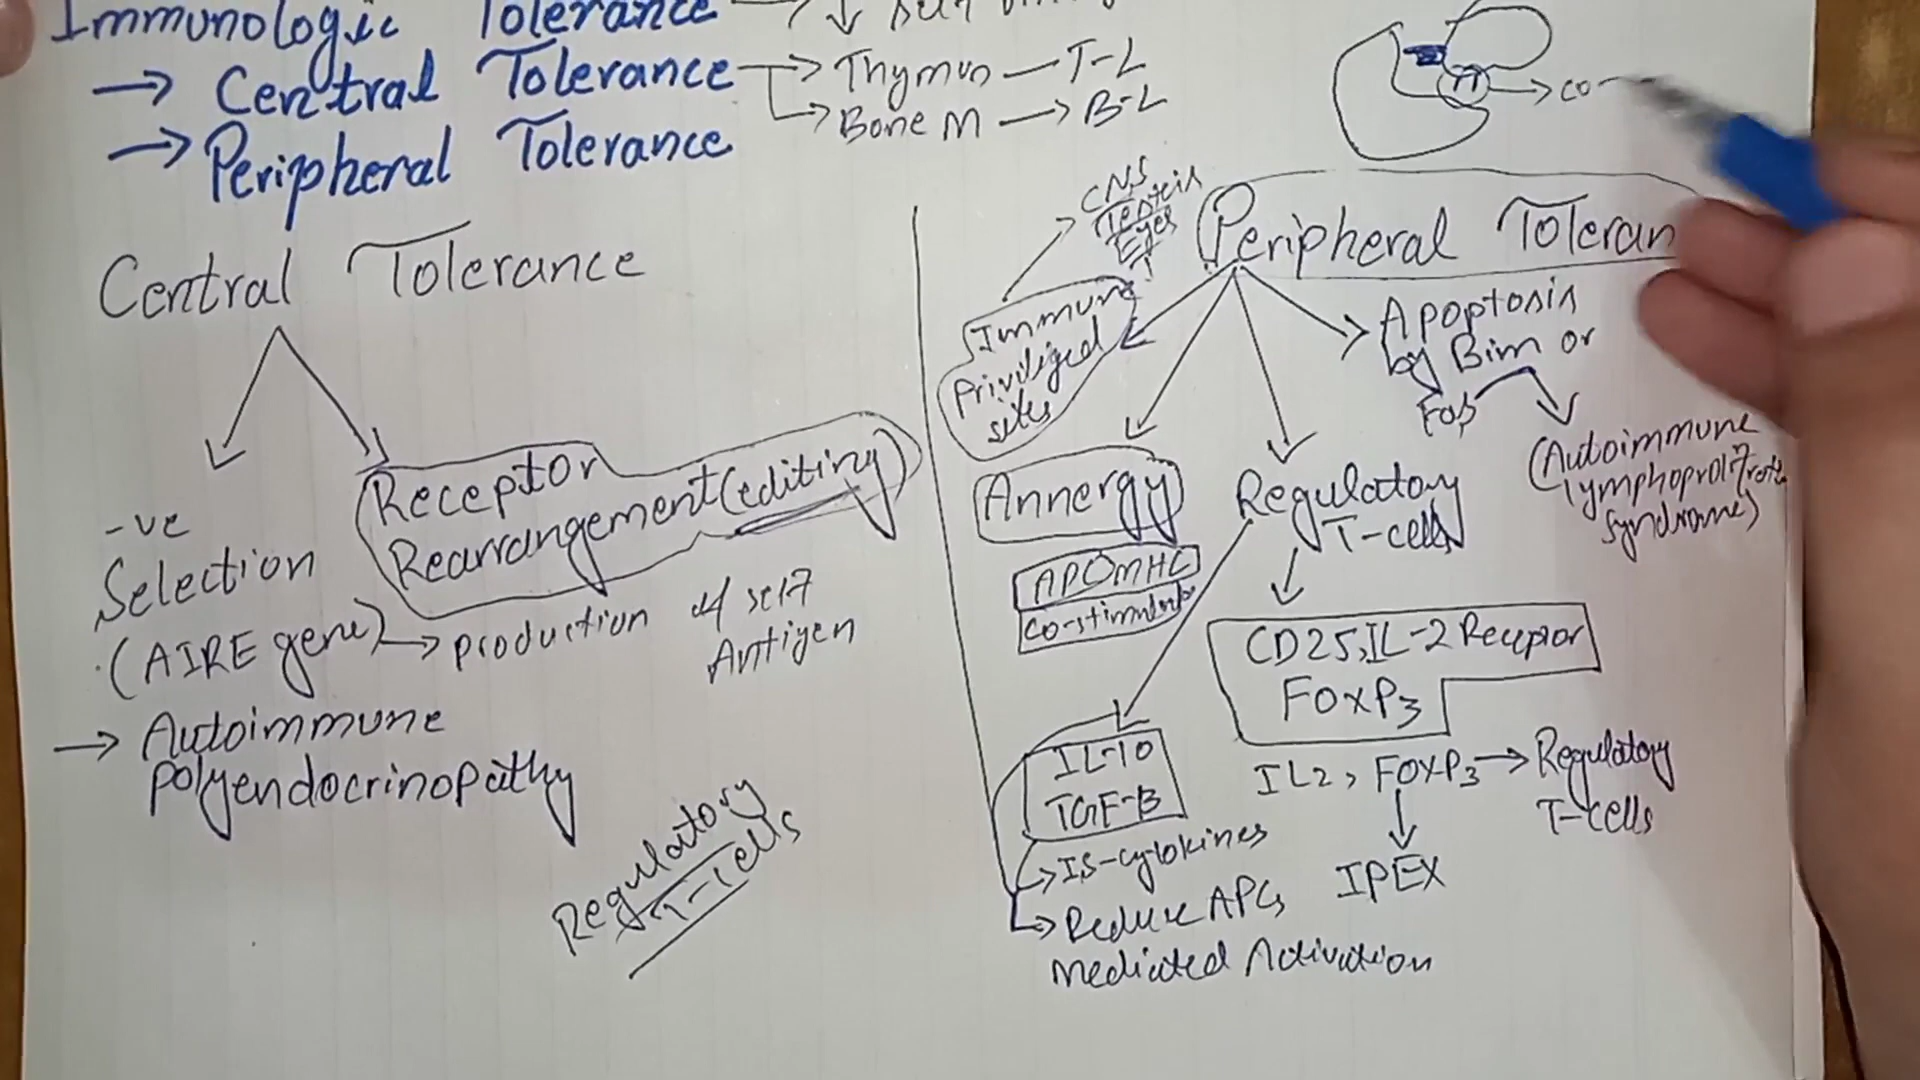 Immunologic Tolerance
→ Central Tolerance → Thymus — T-L
→ Bone M → B-L
→ Peripheral Tolerance
→ co
Central Tolerance
-ve
Selection
(AIRE gene) → production of self
Antigen
→ Autoimmune
polyendocrinopathy
Receptor
Rearrangement (editing)
Regulatory
T-cells
Peripheral Toleran
CNS
Eyes
Immune
Privileged
sites
Annergy
APC MHC
Regulatory
T-cells
Apoptosis
by Bim or
Fas
(Autoimmune
lymphoproliferative
syndrome)
CD25, IL-2 Receptor
FOXP3
IL2, FOXP3 → Regulatory
T-cells
IPEX
IL-10
TGF-B
→ IS-cytokines
→ Reduce APCs
mediated Activation